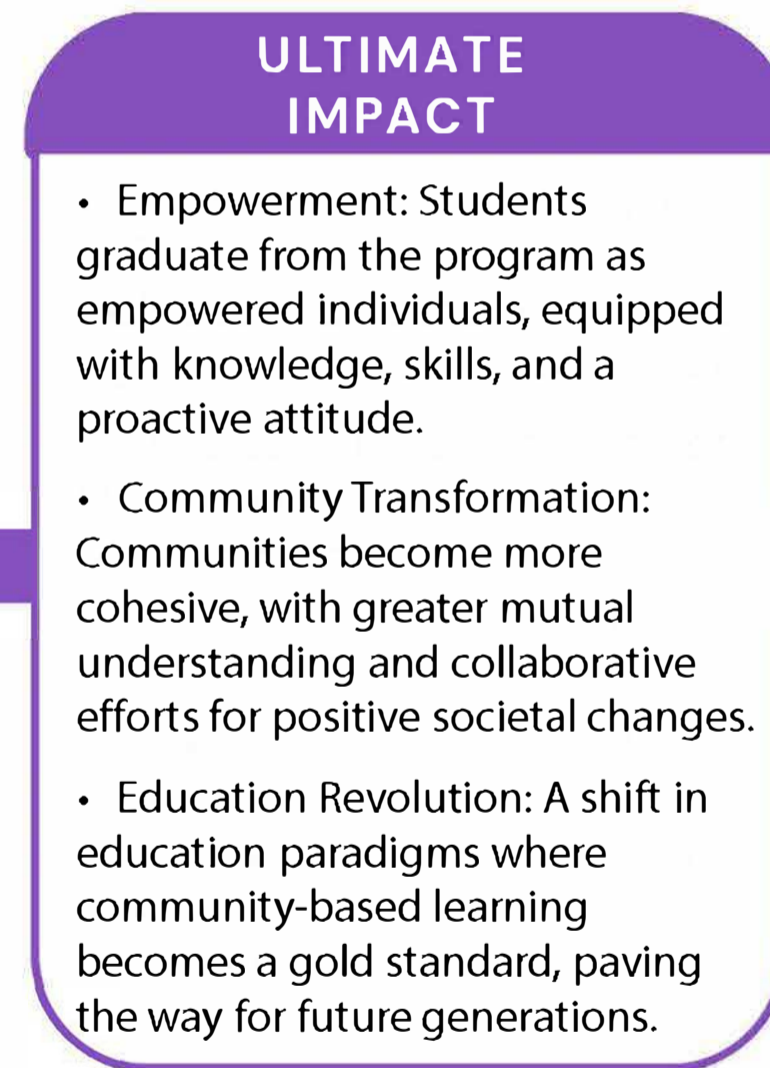 ULTIMATE
IMPACT
• Empowerment: Students
graduate from the program as
empowered individuals, equipped
with knowledge, skills, and a
proactive attitude.
• Community Transformation:
Communities become more
cohesive, with greater mutual
understanding and collaborative
efforts for positive societal changes.
• Education Revolution: A shift in
education paradigms where
community-based learning
becomes a gold standard, paving
the way for future generations.